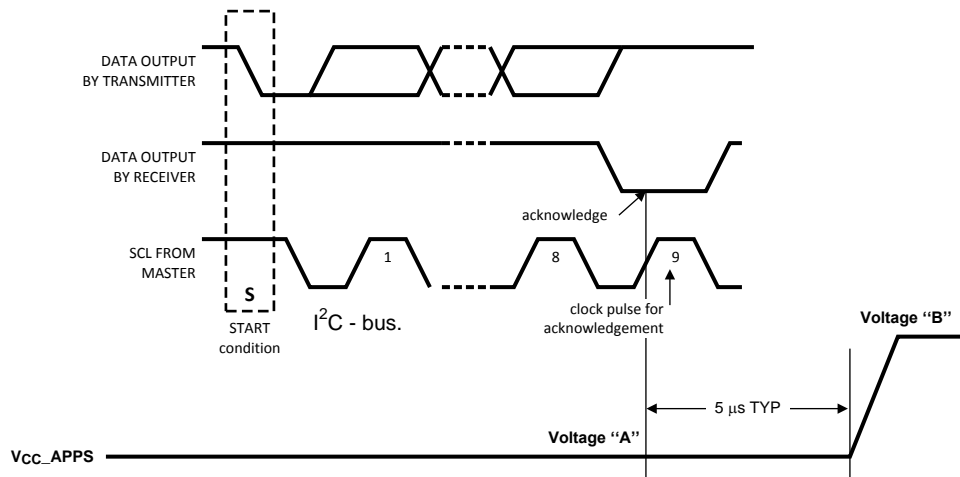 DATA OUTPUT
BY TRANSMITTER
DATA OUTPUT
BY RECEIVER
acknowledge
SCL FROM
MASTER
1
8
9
S
START
condition
I²C - bus.
clock pulse for
acknowledgement
Voltage “B”
5 μs TYP
Voltage “A”
VCC_APPS